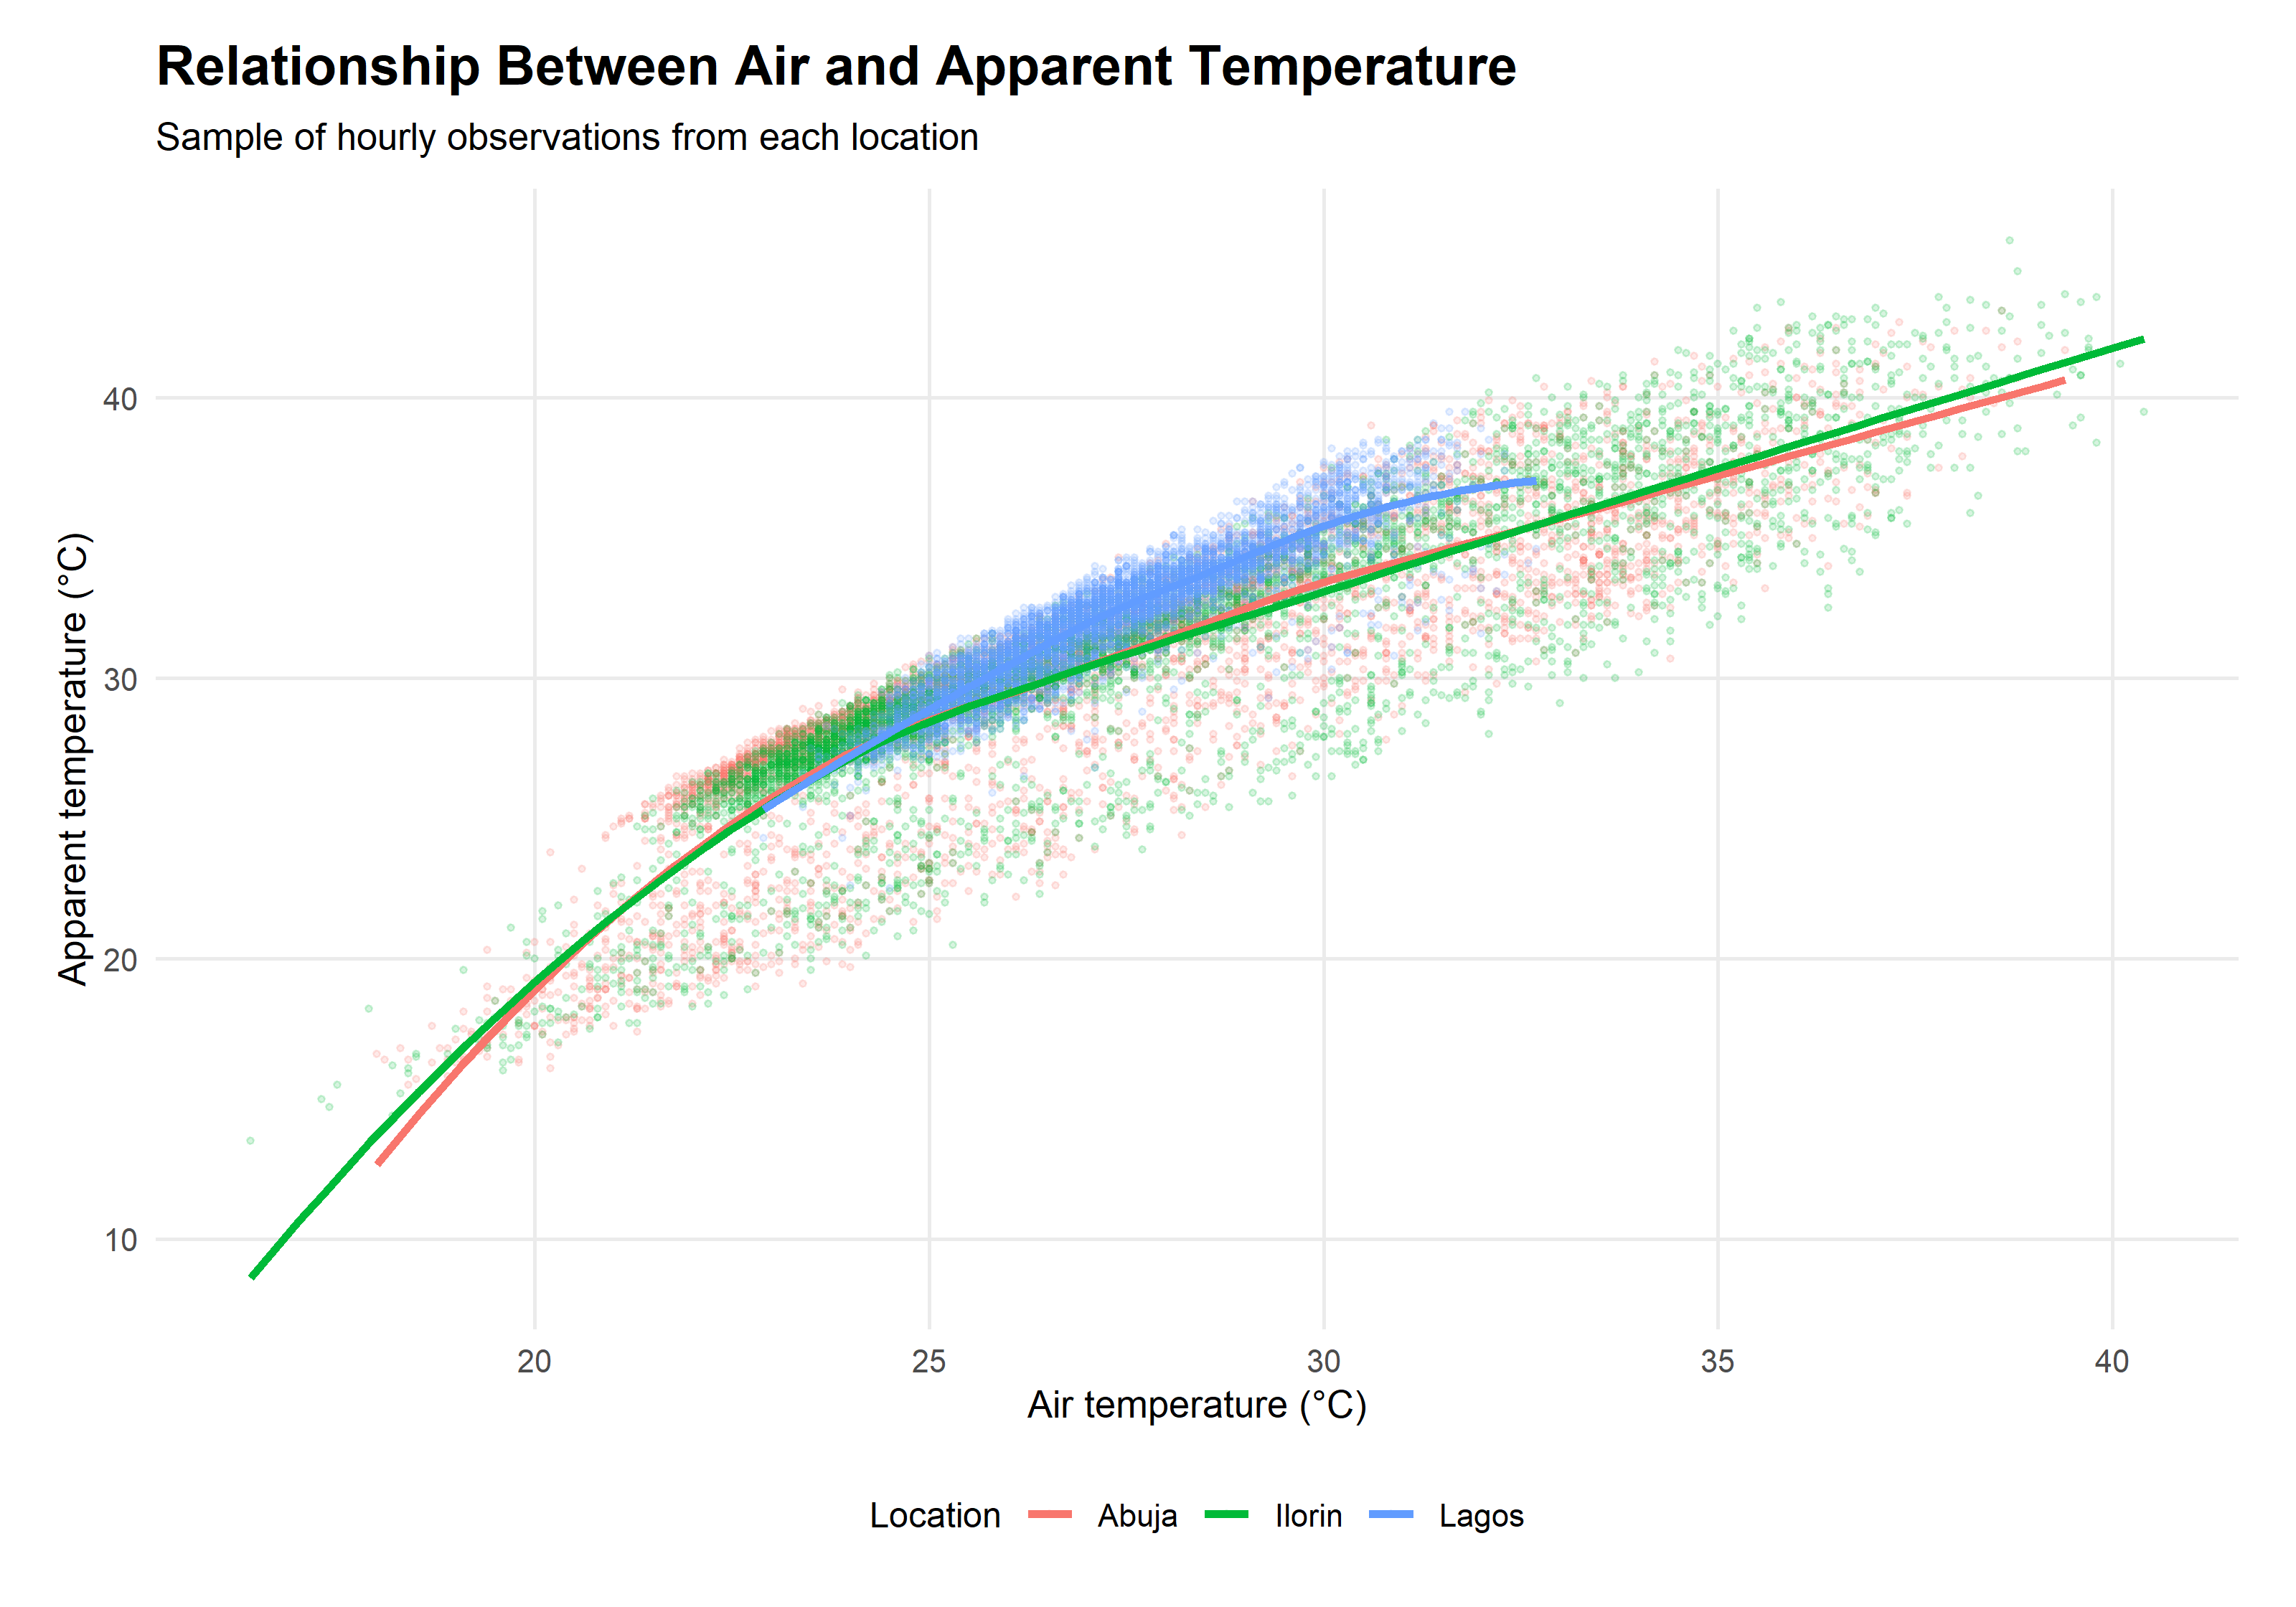 Relationship Between Air and Apparent Temperature
Sample of hourly observations from each location
Apparent temperature (°C)
40
30
20
10
20
25
30
35
40
Air temperature (°C)
Location
Abuja
Ilorin
Lagos